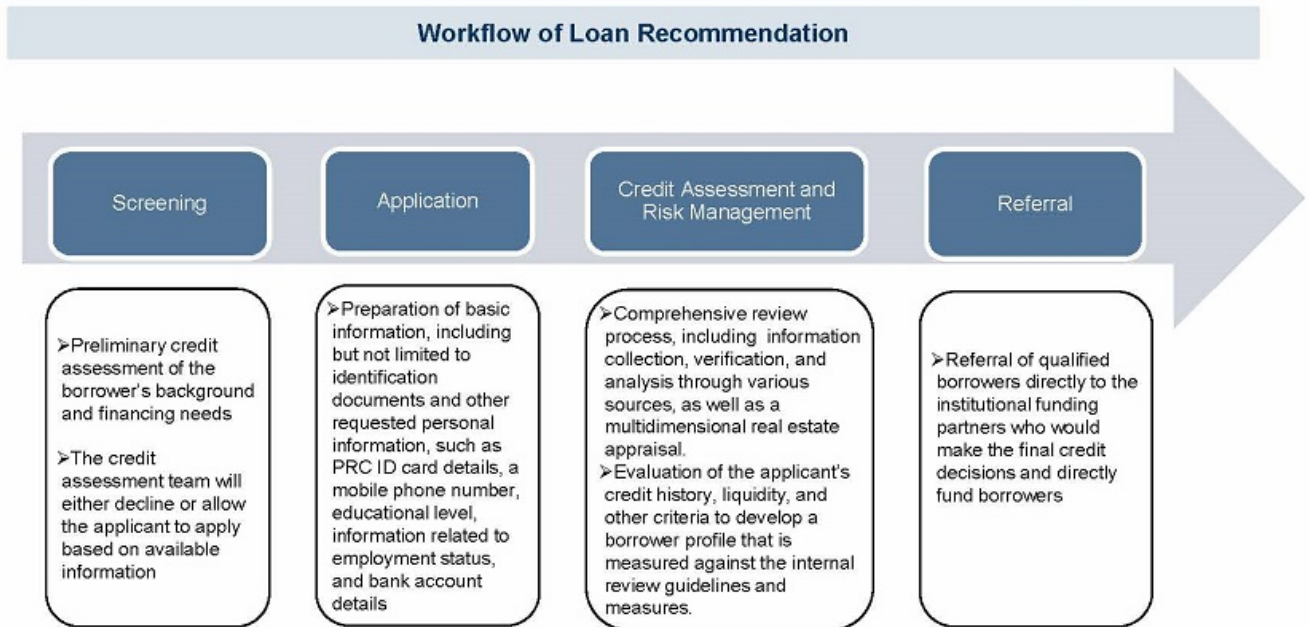 Workflow of Loan Recommendation
Screening
Application
Credit Assessment and
Risk Management
Referral
➢Preliminary credit
assessment of the
borrower's background
and financing needs
➢The credit
assessment team will
either decline or allow
the applicant to apply
based on available
information
➢Preparation of basic
information, including
but not limited to
identification
documents and other
requested personal
information, such as
PRC ID card details, a
mobile phone number,
educational level,
information related to
employment status,
and bank account
details
➢Comprehensive review
process, including information
collection, verification, and
analysis through various
sources, as well as a
multidimensional real estate
appraisal.
➢Evaluation of the applicant's
credit history, liquidity, and
other criteria to develop a
borrower profile that is
measured against the internal
review guidelines and
measures.
➢Referral of qualified
borrowers directly to the
institutional funding
partners who would
make the final credit
decisions and directly
fund borrowers